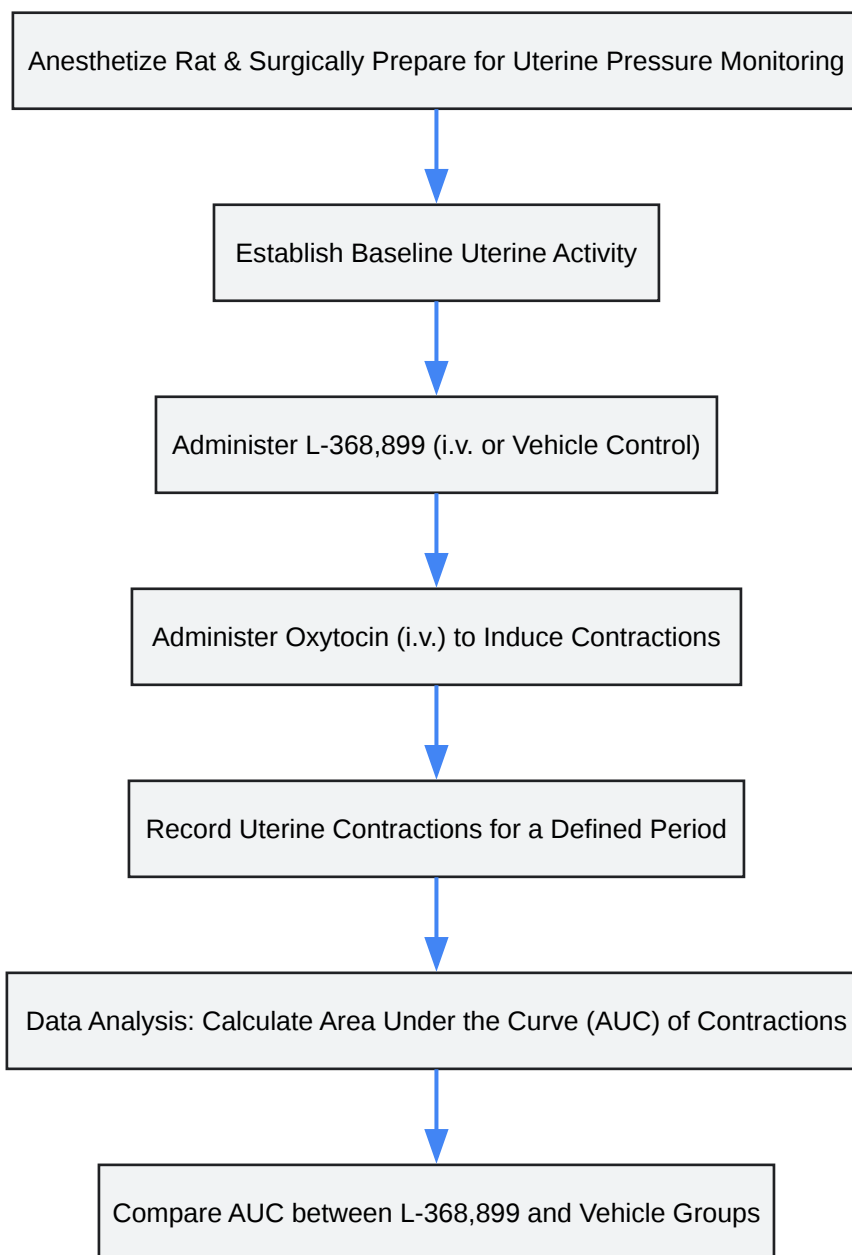 Anesthetize Rat & Surgically Prepare for Uterine Pressure Monitoring
Establish Baseline Uterine Activity
Administer L-368,899 (i.v. or Vehicle Control)
Administer Oxytocin (i.v.) to Induce Contractions
Record Uterine Contractions for a Defined Period
Data Analysis: Calculate Area Under the Curve (AUC) of Contractions
Compare AUC between L-368,899 and Vehicle Groups